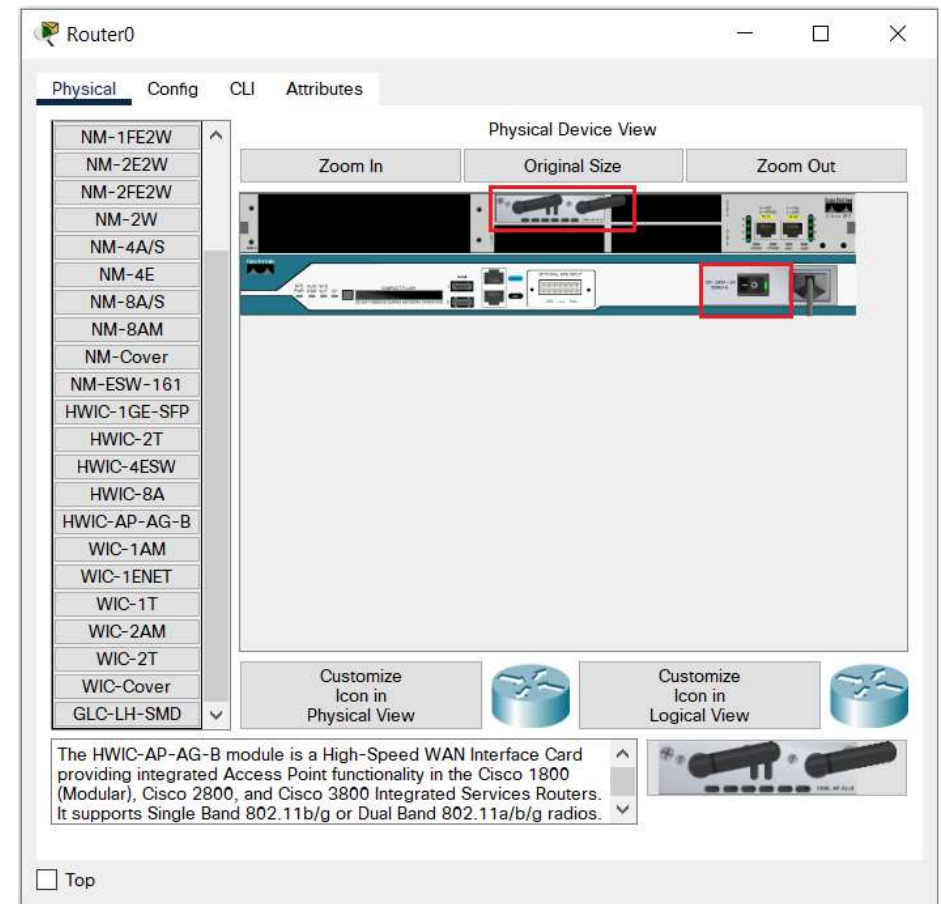 Router0
Physical Config CLI Attributes
NM-1FE2W
NM-2E2W
NM-2FE2W
NM-2W
NM-4A/S
NM-4E
NM-8A/S
NM-8AM
NM-Cover
NM-ESW-161
HWIC-1GE-SFP
HWIC-2T
HWIC-4ESW
HWIC-8A
HWIC-AP-AG-B
WIC-1AM
WIC-1ENET
WIC-1T
WIC-2AM
WIC-2T
WIC-Cover
GLC-LH-SMD
Physical Device View
Zoom In Original Size Zoom Out
Customize
Icon in
Physical View
Customize
Icon in
Logical View
The HWIC-AP-AG-B module is a High-Speed WAN Interface Card
providing integrated Access Point functionality in the Cisco 1800
(Modular), Cisco 2800, and Cisco 3800 Integrated Services Routers.
It supports Single Band 802.11b/g or Dual Band 802.11a/b/g radios.
Top